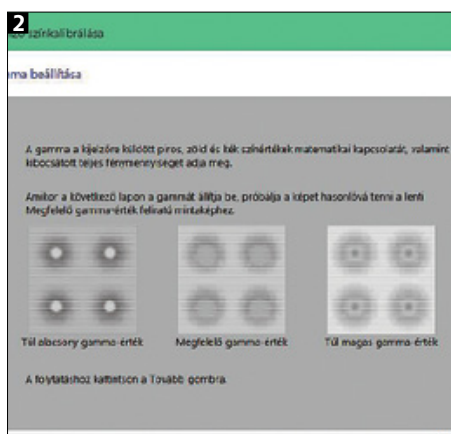 2
színkalibrálása
ma beállítása
A gamma a kijelzőre küldött piros, zöld és kék színértékek matematikai kapcsolatát, valamint
kibocsátott teljes fénymennyiséget adja meg.
Amikor a következő lapon a gammát állítja be, próbálja a képet hasonlóvá tenni a lenti
Megfelelő gamma-érték feliratú mintaképhez.
Túl alacsony gamma-érték Megfelelő gamma-érték Túl magas gamma-érték
A folytatáshoz kattintson a Tovább gombra.